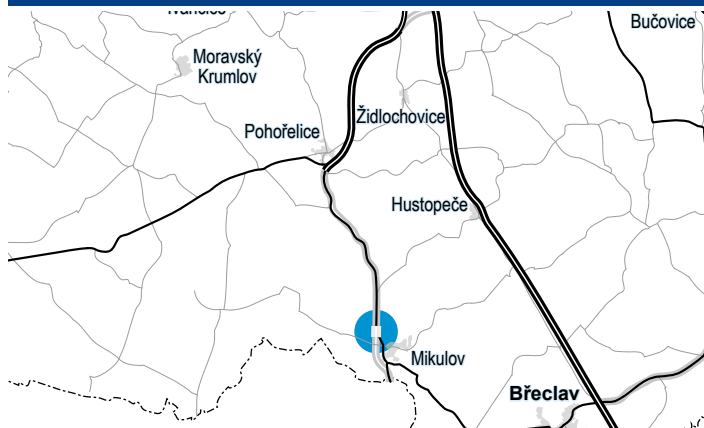 Bučovice
Moravský
Krumlov
Židlochovice
Pohořelice
Hustopeče
Mikulov
Břeclav